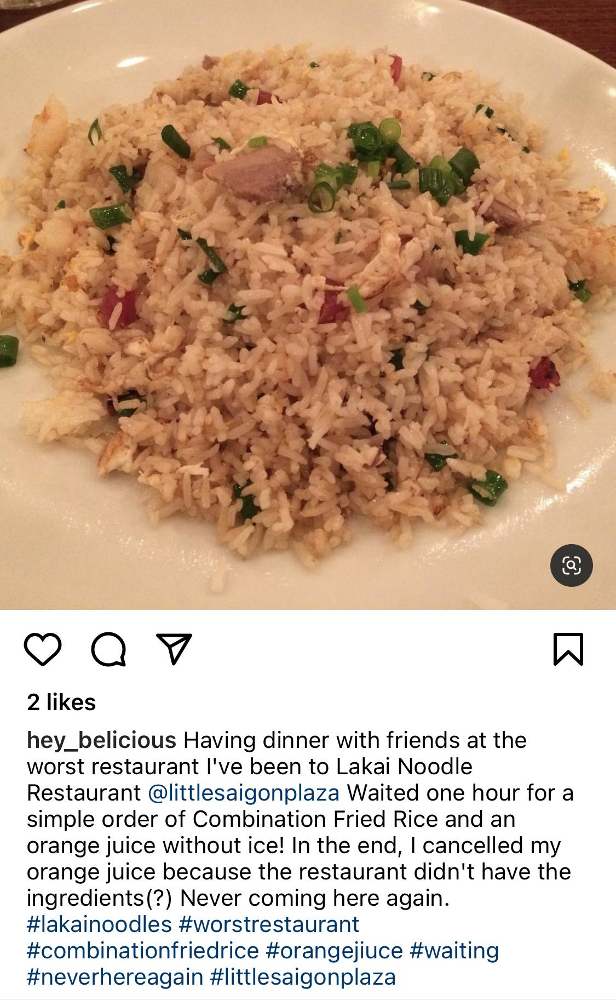 2 likes
hey_belicious Having dinner with friends at the
worst restaurant I've been to Lakai Noodle
Restaurant @littlesaigonplaza Waited one hour for a
simple order of Combination Fried Rice and an
orange juice without ice! In the end, I cancelled my
orange juice because the restaurant didn't have the
ingredients(?) Never coming here again.
#lakainoodles #worstrestaurant
#combinationfriedrice #orangejiuce #waiting
#neverhereagain #littlesaigonplaza